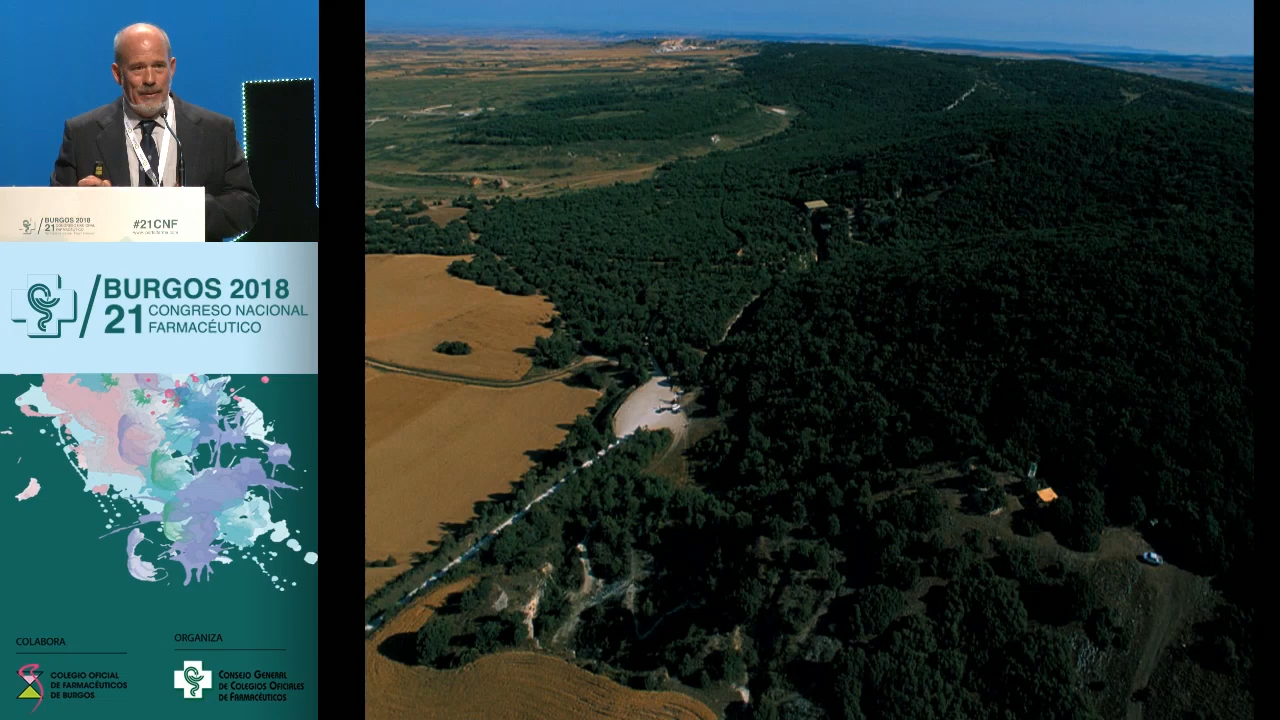 BURGOS 2018
21 CONGRESO NACIONAL
FARMACÉUTICO
#21CNF
BURGOS 2018
21 CONGRESO NACIONAL
FARMACÉUTICO
COLABORA
COLEGIO OFICIAL
DE FARMACÉUTICOS
DE BURGOS
ORGANIZA
CONSEJO GENERAL
DE COLEGIOS OFICIALES
DE FARMACÉUTICOS